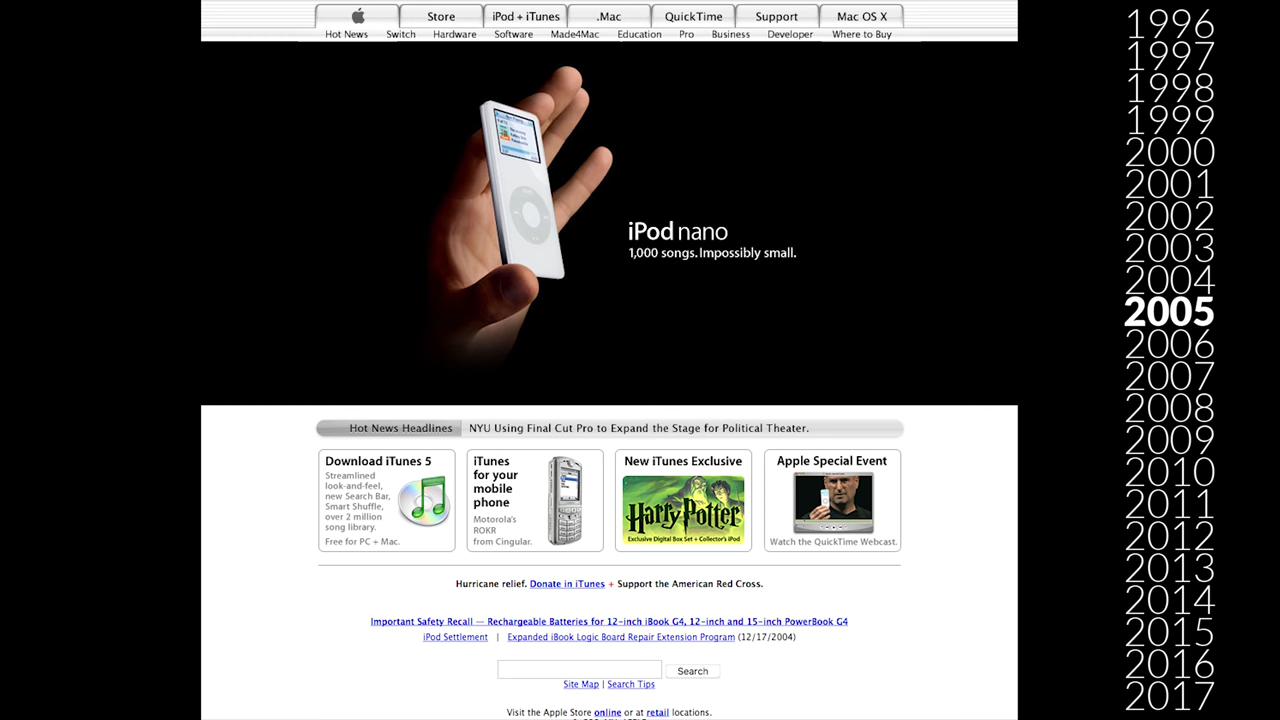 Store
iPod + iTunes
.Mac
QuickTime
Support
Mac OS X
Hot News
Switch
Hardware
Software
Made4Mac
Education
Pro
Business
Developer
Where to Buy
iPod nano
1,000 songs. Impossibly small.
Hot News Headlines
NYU Using Final Cut Pro to Expand the Stage for Political Theater.
Download iTunes 5
Streamlined
look-and-feel,
new Search Bar,
Smart Shuffle,
over 2 million
song library.
Free for PC + Mac.
iTunes
for your
mobile
phone
Motorola's
ROKR
from Cingular.
New iTunes Exclusive
Harry Potter
Exclusive Digital Box Set + Collector's iPod
Apple Special Event
Watch the QuickTime Webcast.
Hurricane relief. Donate in iTunes + Support the American Red Cross.
Important Safety Recall — Rechargeable Batteries for 12-inch iBook G4, 12-inch and 15-inch PowerBook G4
iPod Settlement | Expanded iBook Logic Board Repair Extension Program (12/17/2004)
Search
Site Map | Search Tips
Visit the Apple Store online or at retail locations.
1996
1997
1998
1999
2000
2001
2002
2003
2004
2005
2006
2007
2008
2009
2010
2011
2012
2013
2014
2015
2016
2017